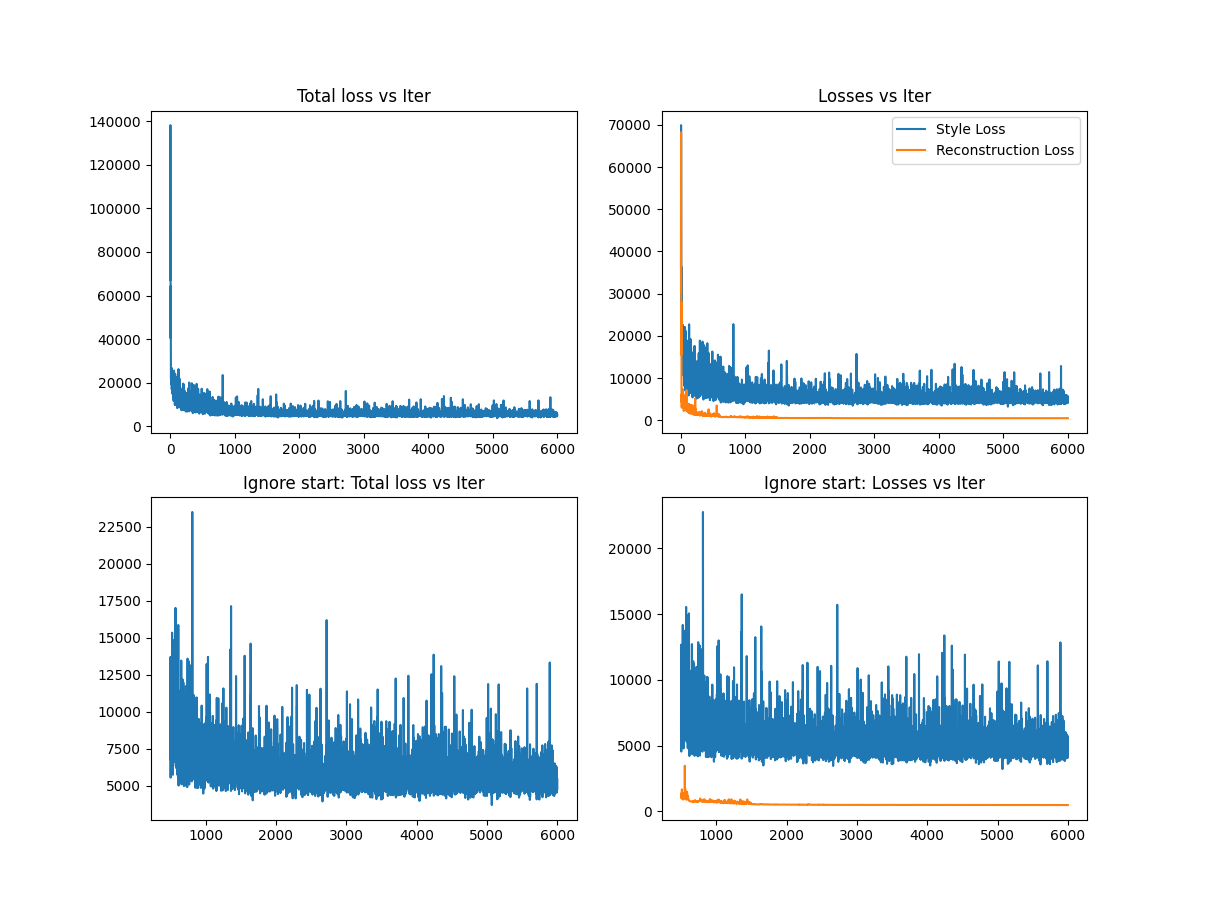 Total loss vs Iter
140000
120000
100000
80000
60000
40000
20000
0
0 1000 2000 3000 4000 5000 6000
Losses vs Iter
Style Loss
Reconstruction Loss
70000
60000
50000
40000
30000
20000
10000
0
0 1000 2000 3000 4000 5000 6000
Ignore start: Total loss vs Iter
22500
20000
17500
15000
12500
10000
7500
5000
1000 2000 3000 4000 5000 6000
Ignore start: Losses vs Iter
20000
15000
10000
5000
0
1000 2000 3000 4000 5000 6000